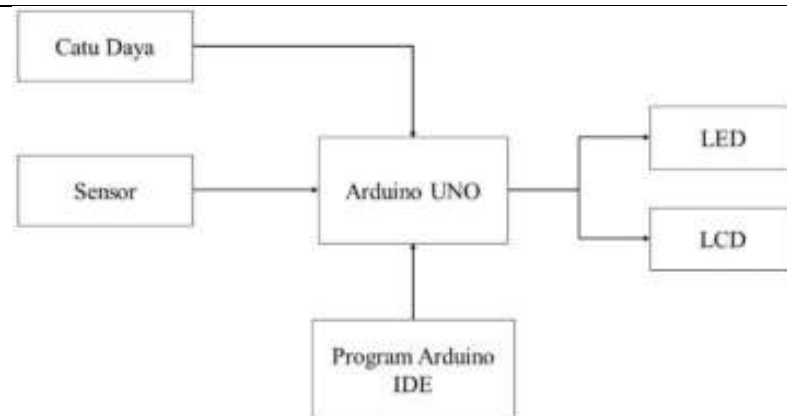 Catu Daya
LED
Sensor
Arduino UNO
LCD
Program Arduino
IDE